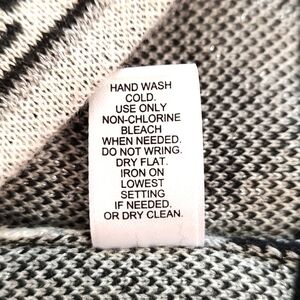 HAND WASH
COLD.
USE ONLY
NON-CHLORINE
BLEACH
WHEN NEEDED.
DO NOT WRING.
DRY FLAT.
IRON ON
LOWEST
SETTING
IF NEEDED.
OR DRY CLEAN.